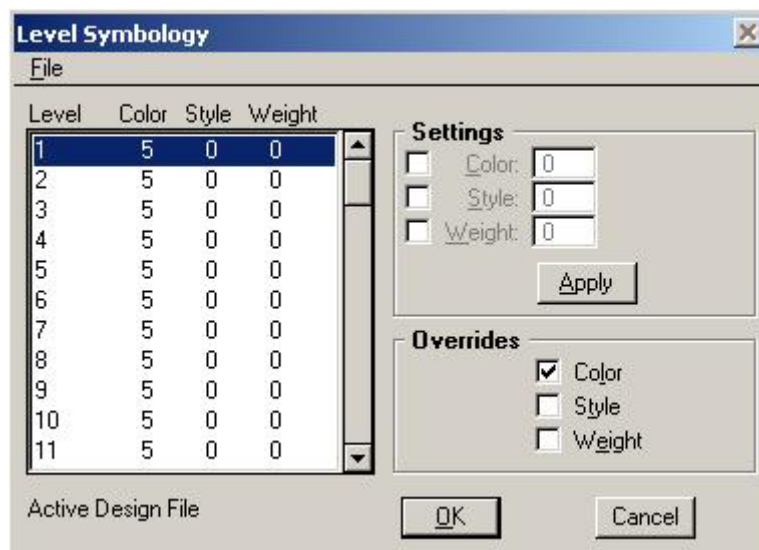 Level Symbology
File
Level Color Style Weight
1 5 0 0
2 5 0 0
3 5 0 0
4 5 0 0
5 5 0 0
6 5 0 0
7 5 0 0
8 5 0 0
9 5 0 0
10 5 0 0
11 5 0 0
Active Design File
Settings
Color: 0
Style: 0
Weight: 0
Apply
Overrides
Color
Style
Weight
OK Cancel